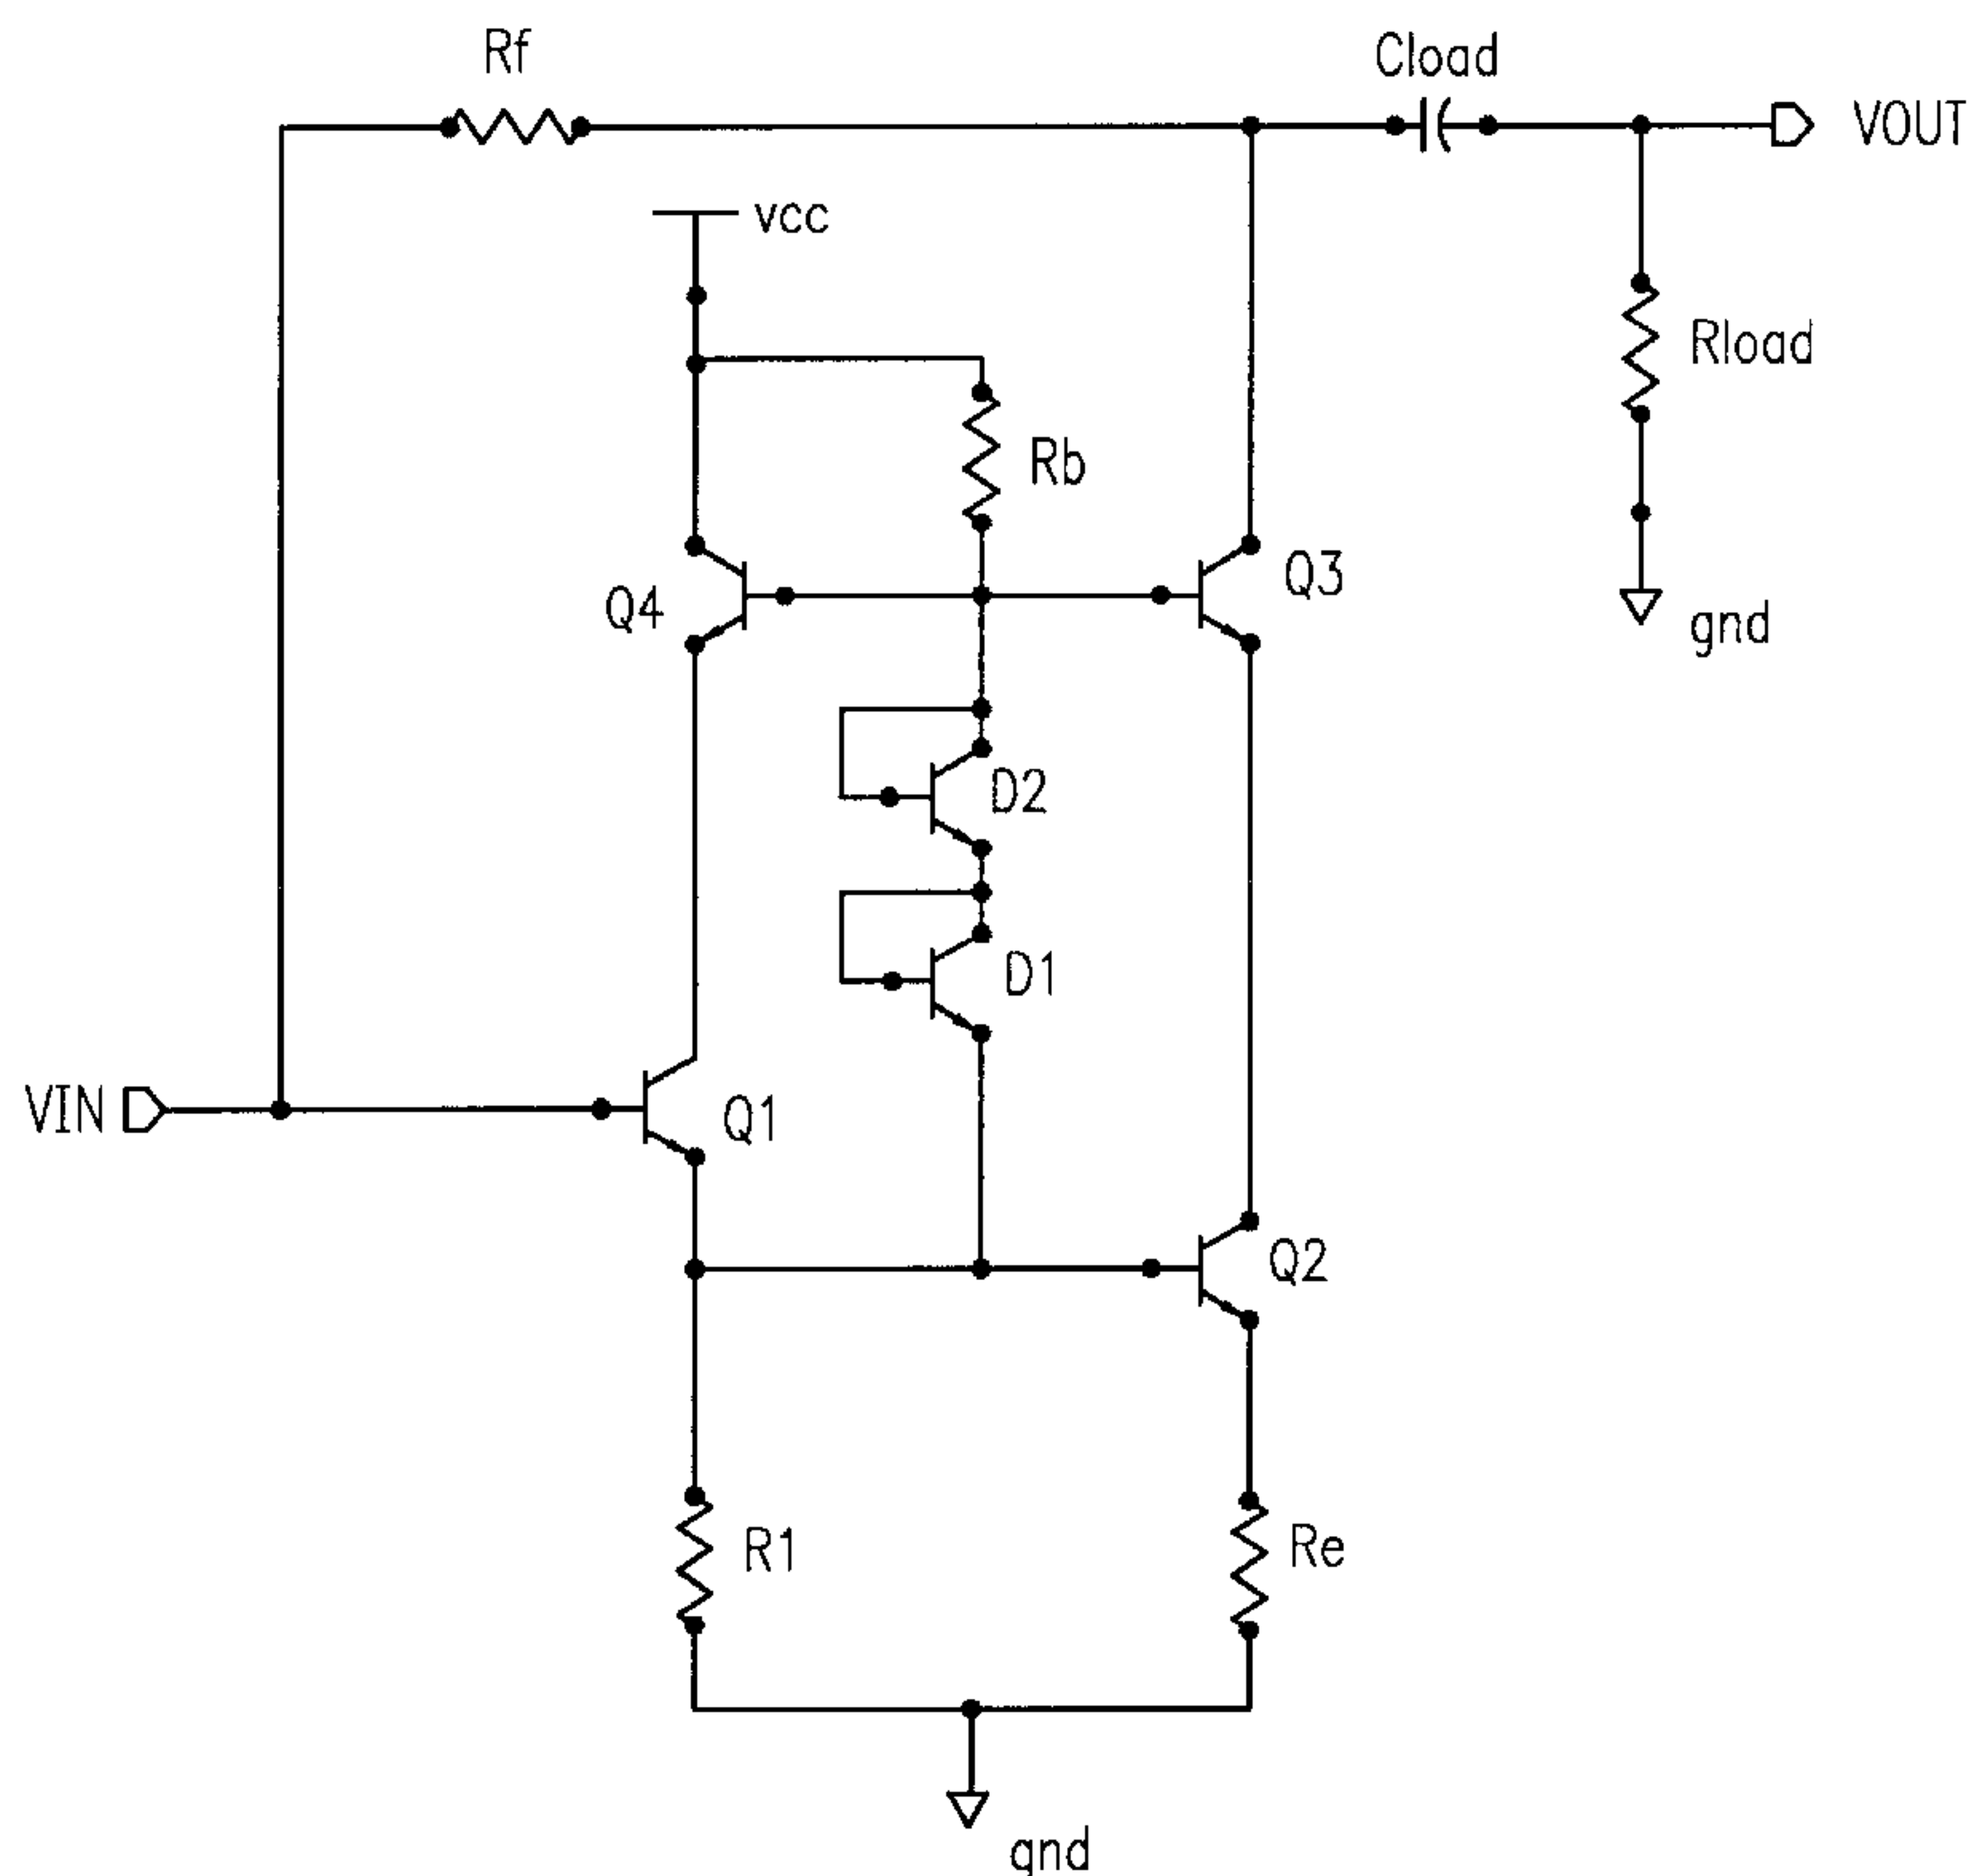 Rf
Cload
VOUT
vcc
Rload
Rb
Q4
Q3
gnd
D2
D1
VIN
Q1
Q2
R1
Re
gnd